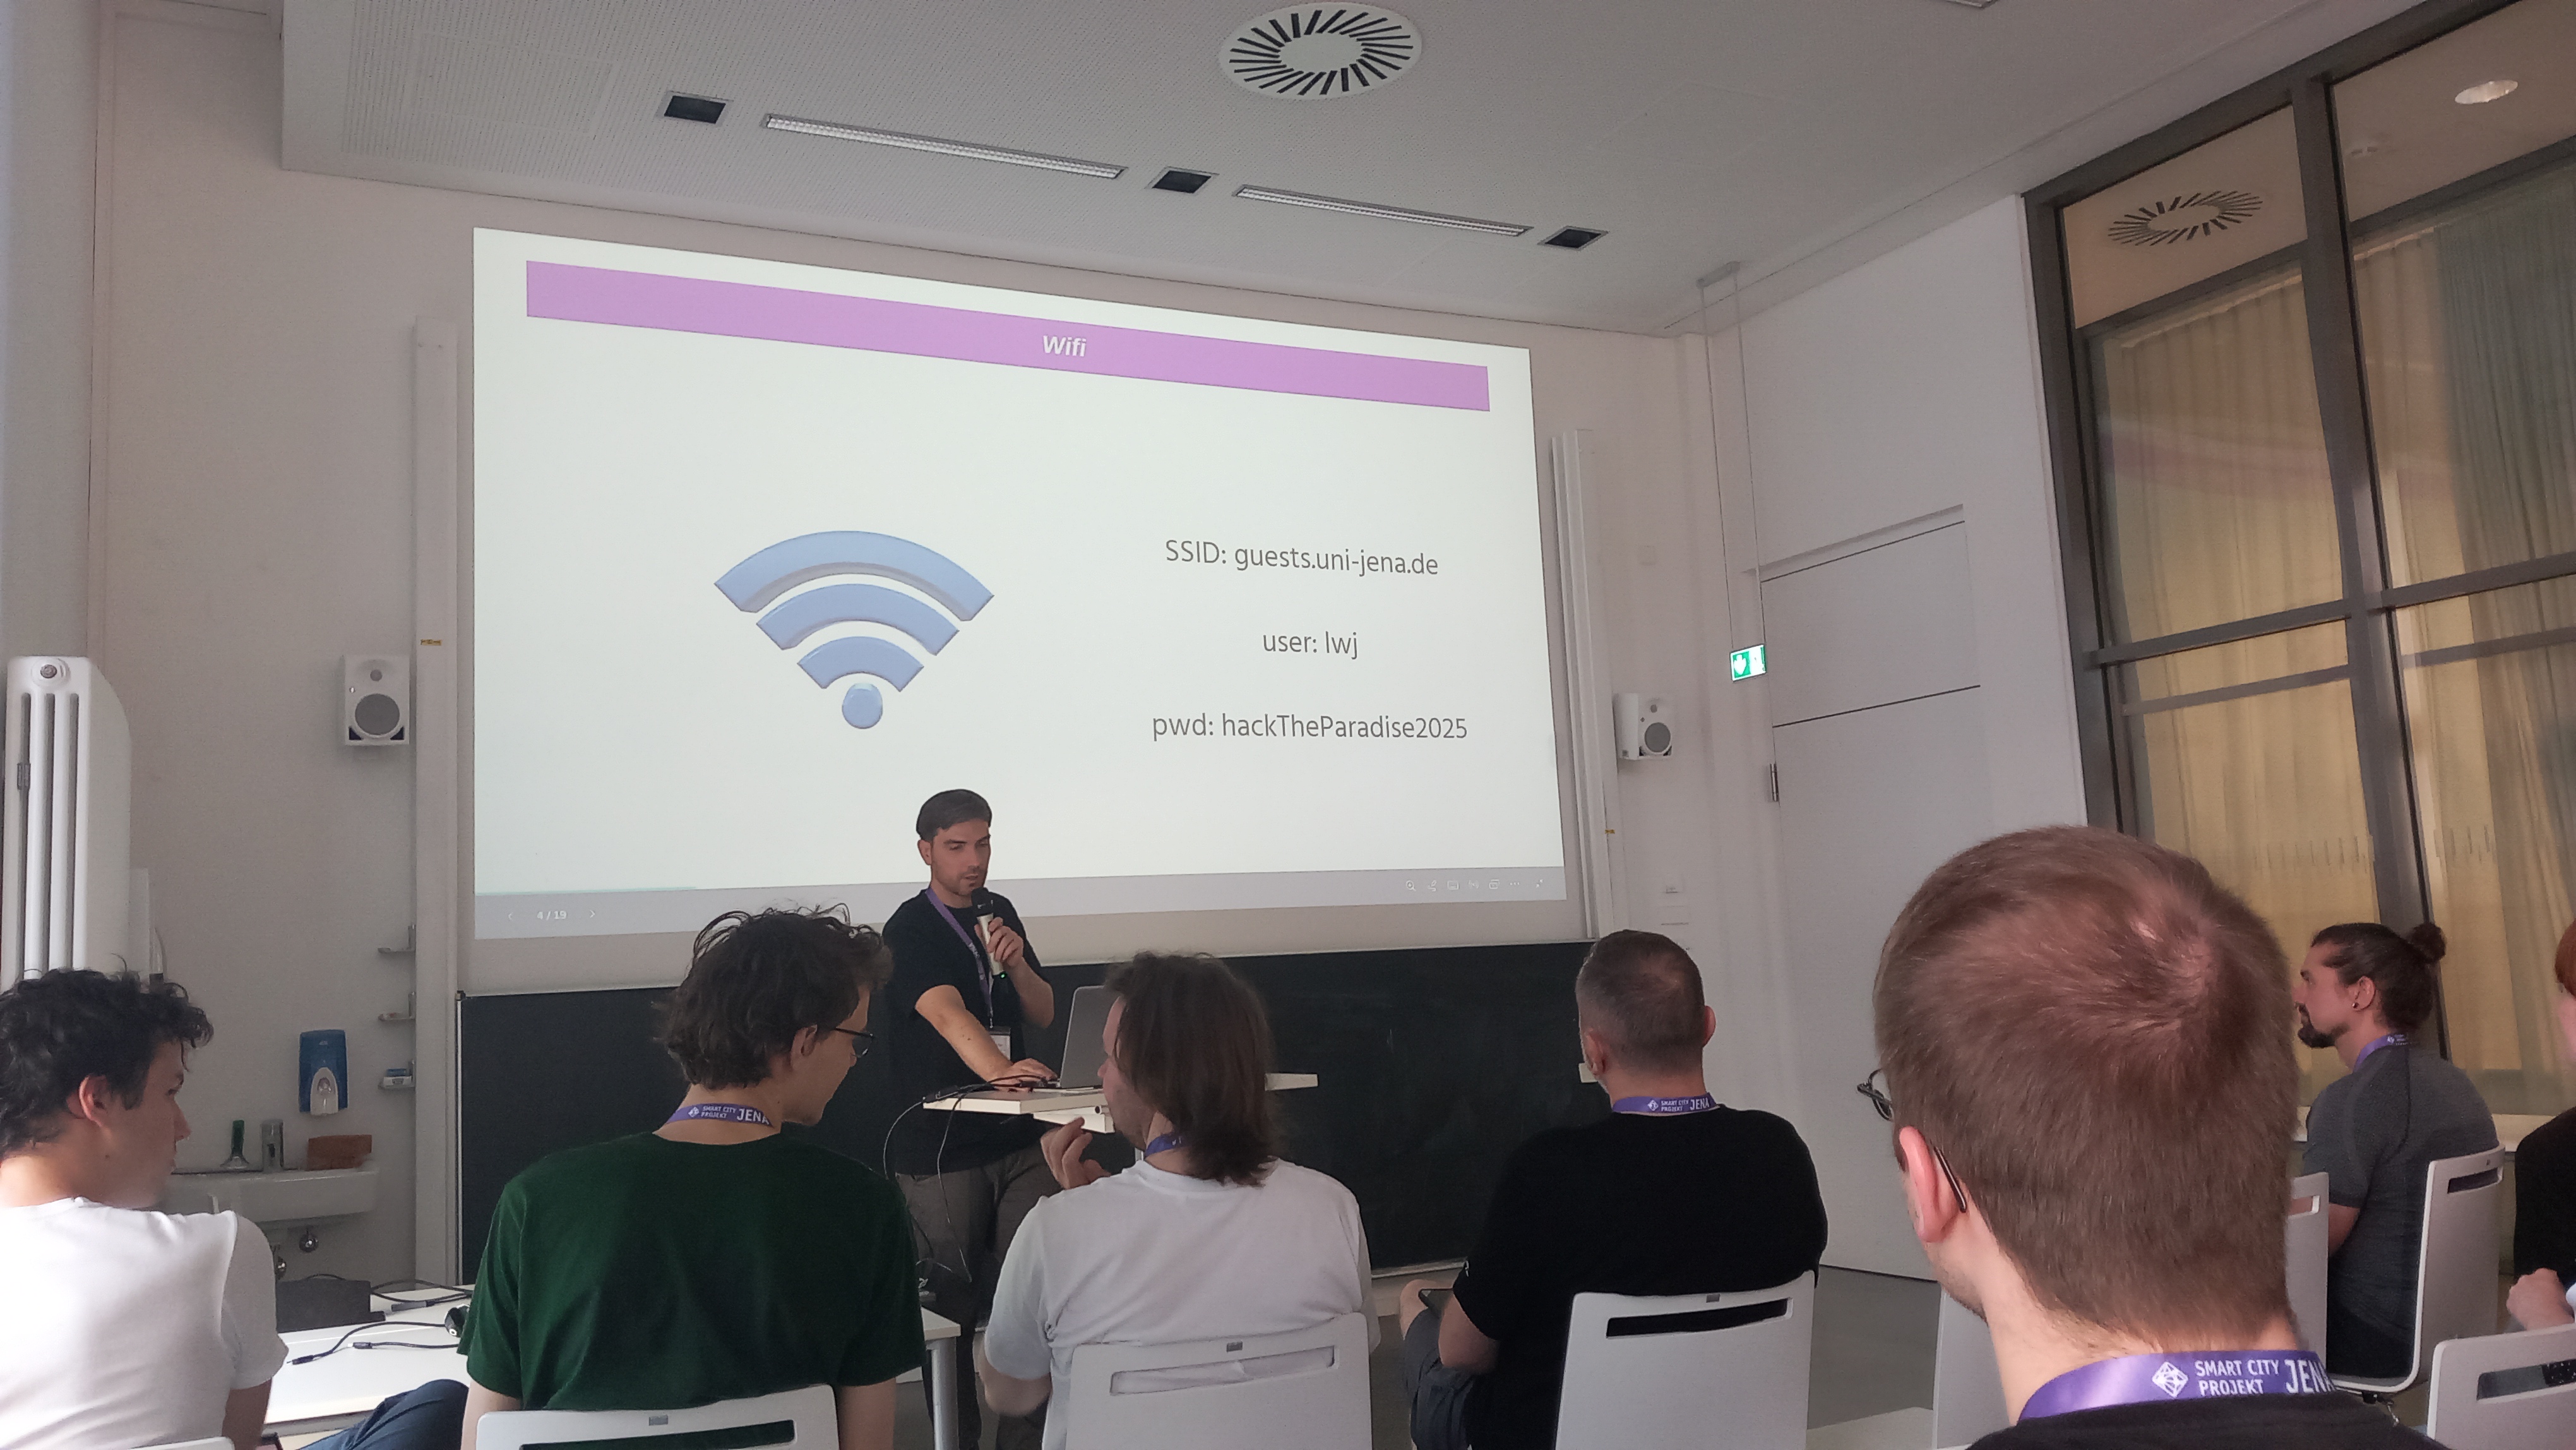 Wifi
SSID: guests.uni-jena.de
user: lwj
pwd: hackTheParadise2025
4 / 19
SMART CITY
PROJEKT JENA
SMART CITY
PROJEKT JENA
SMART CITY
PROJEKT JENA